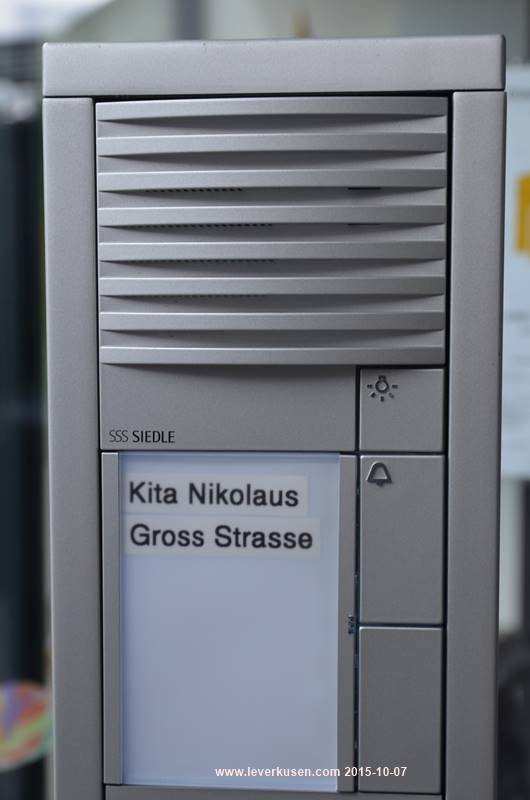 SSS SIEDLE
Kita Nikolaus
Gross Strasse
www.leverkusen.com 2015-10-07